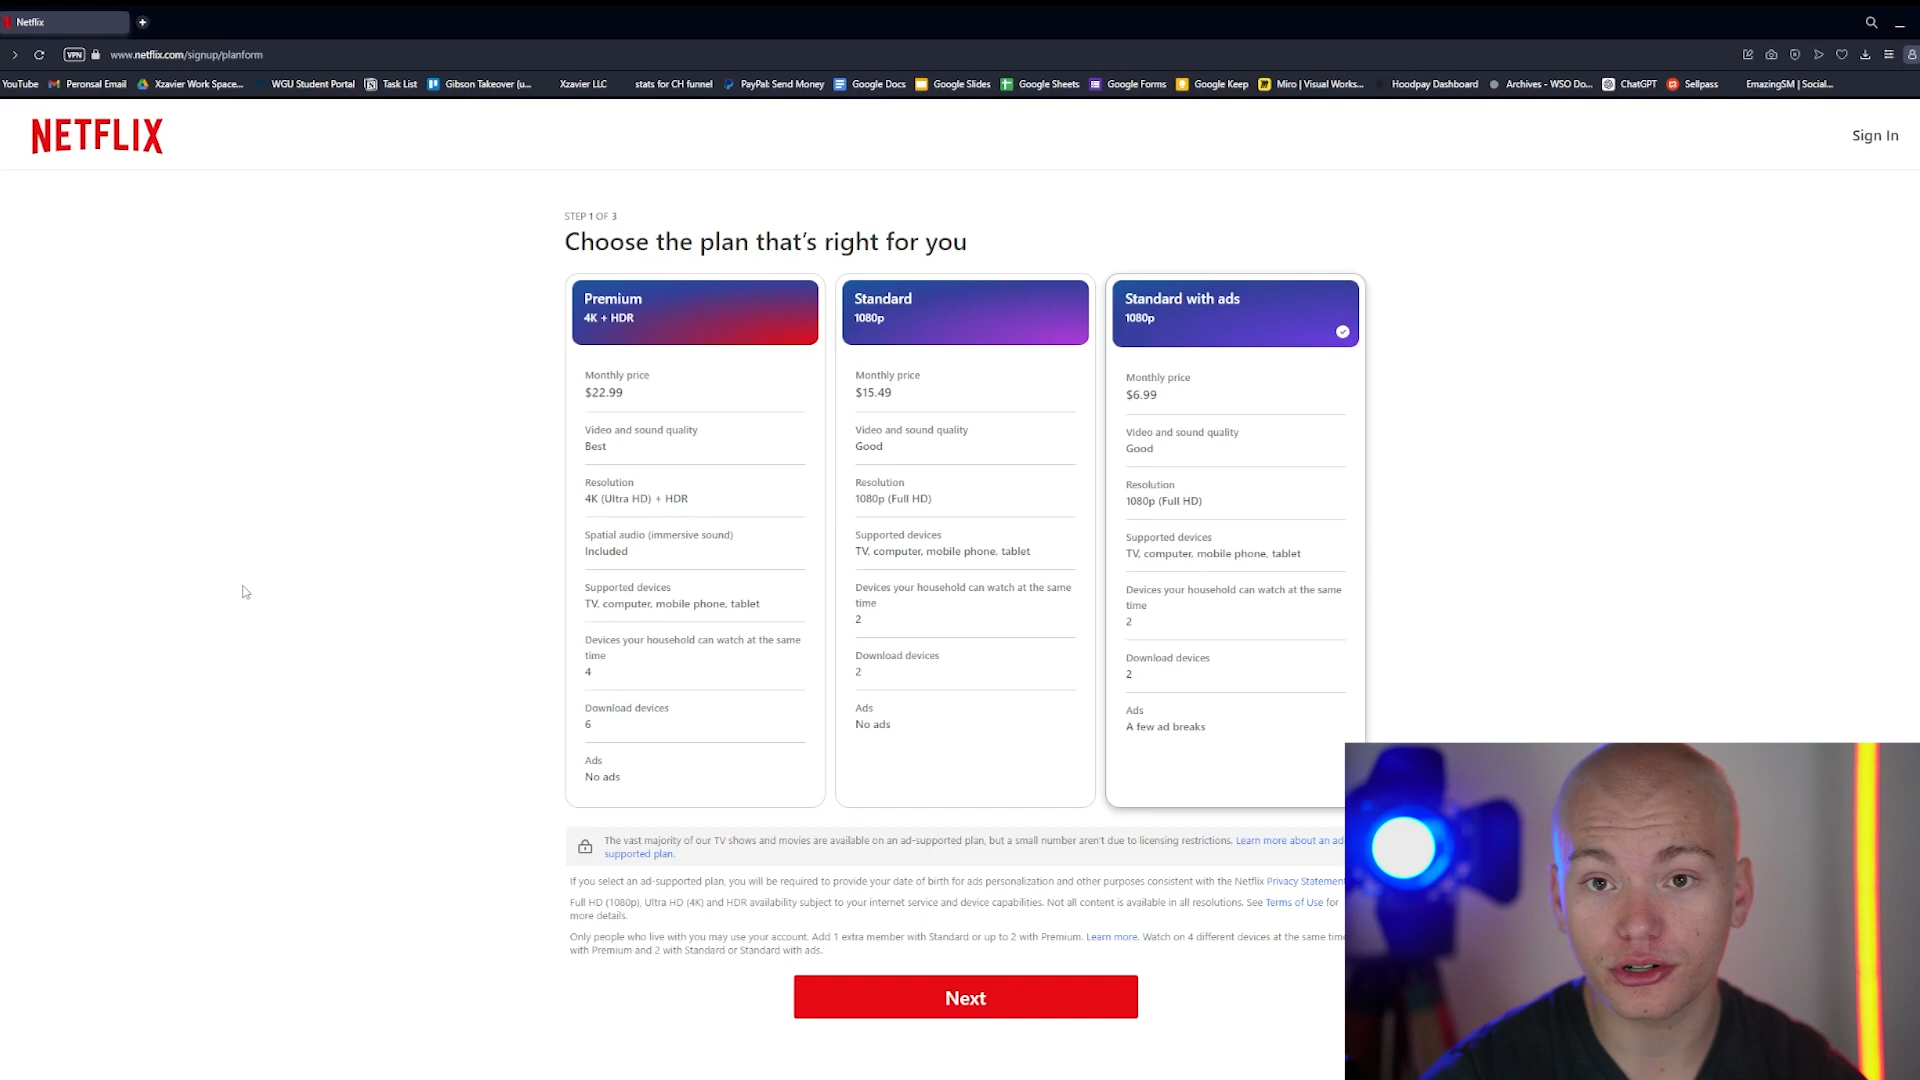 Netflix
VPN
www.netflix.com/signup/planform
YouTube
Peronsal Email
Xzavier Work Space...
WGU Student Portal
Task List
Gibson Takeover (u...
Xzavier LLC
stats for CH funnel
PayPal: Send Money
Google Docs
Google Slides
Google Sheets
Google Forms
Google Keep
Miro | Visual Works...
Hoodpay Dashboard
Archives - WSO Do...
ChatGPT
Sellpass
EmazingSM | Social...
NETFLIX
Sign In
STEP 1 OF 3
Choose the plan that's right for you
Premium
4K + HDR
Monthly price
$22.99
Video and sound quality
Best
Resolution
4K (Ultra HD) + HDR
Spatial audio (immersive sound)
Included
Supported devices
TV, computer, mobile phone, tablet
Devices your household can watch at the same
time
4
Download devices
6
Ads
No ads
Standard
1080p
Monthly price
$15.49
Video and sound quality
Good
Resolution
1080p (Full HD)
Supported devices
TV, computer, mobile phone, tablet
Devices your household can watch at the same
time
2
Download devices
2
Ads
No ads
Standard with ads
1080p
Monthly price
$6.99
Video and sound quality
Good
Resolution
1080p (Full HD)
Supported devices
TV, computer, mobile phone, tablet
Devices your household can watch at the same
time
2
Download devices
2
Ads
A few ad breaks
The vast majority of our TV shows and movies are available on an ad-supported plan, but a small number aren't due to licensing restrictions. Learn more about an ad
supported plan.
If you select an ad-supported plan, you will be required to provide your date of birth for ads personalization and other purposes consistent with the Netflix Privacy Statement
Full HD (1080p), Ultra HD (4K) and HDR availability subject to your internet service and device capabilities. Not all content is available in all resolutions. See Terms of Use for
more details.
Only people who live with you may use your account. Add 1 extra member with Standard or up to 2 with Premium. Learn more. Watch on 4 different devices at the same time
with Premium and 2 with Standard or Standard with ads.
Next